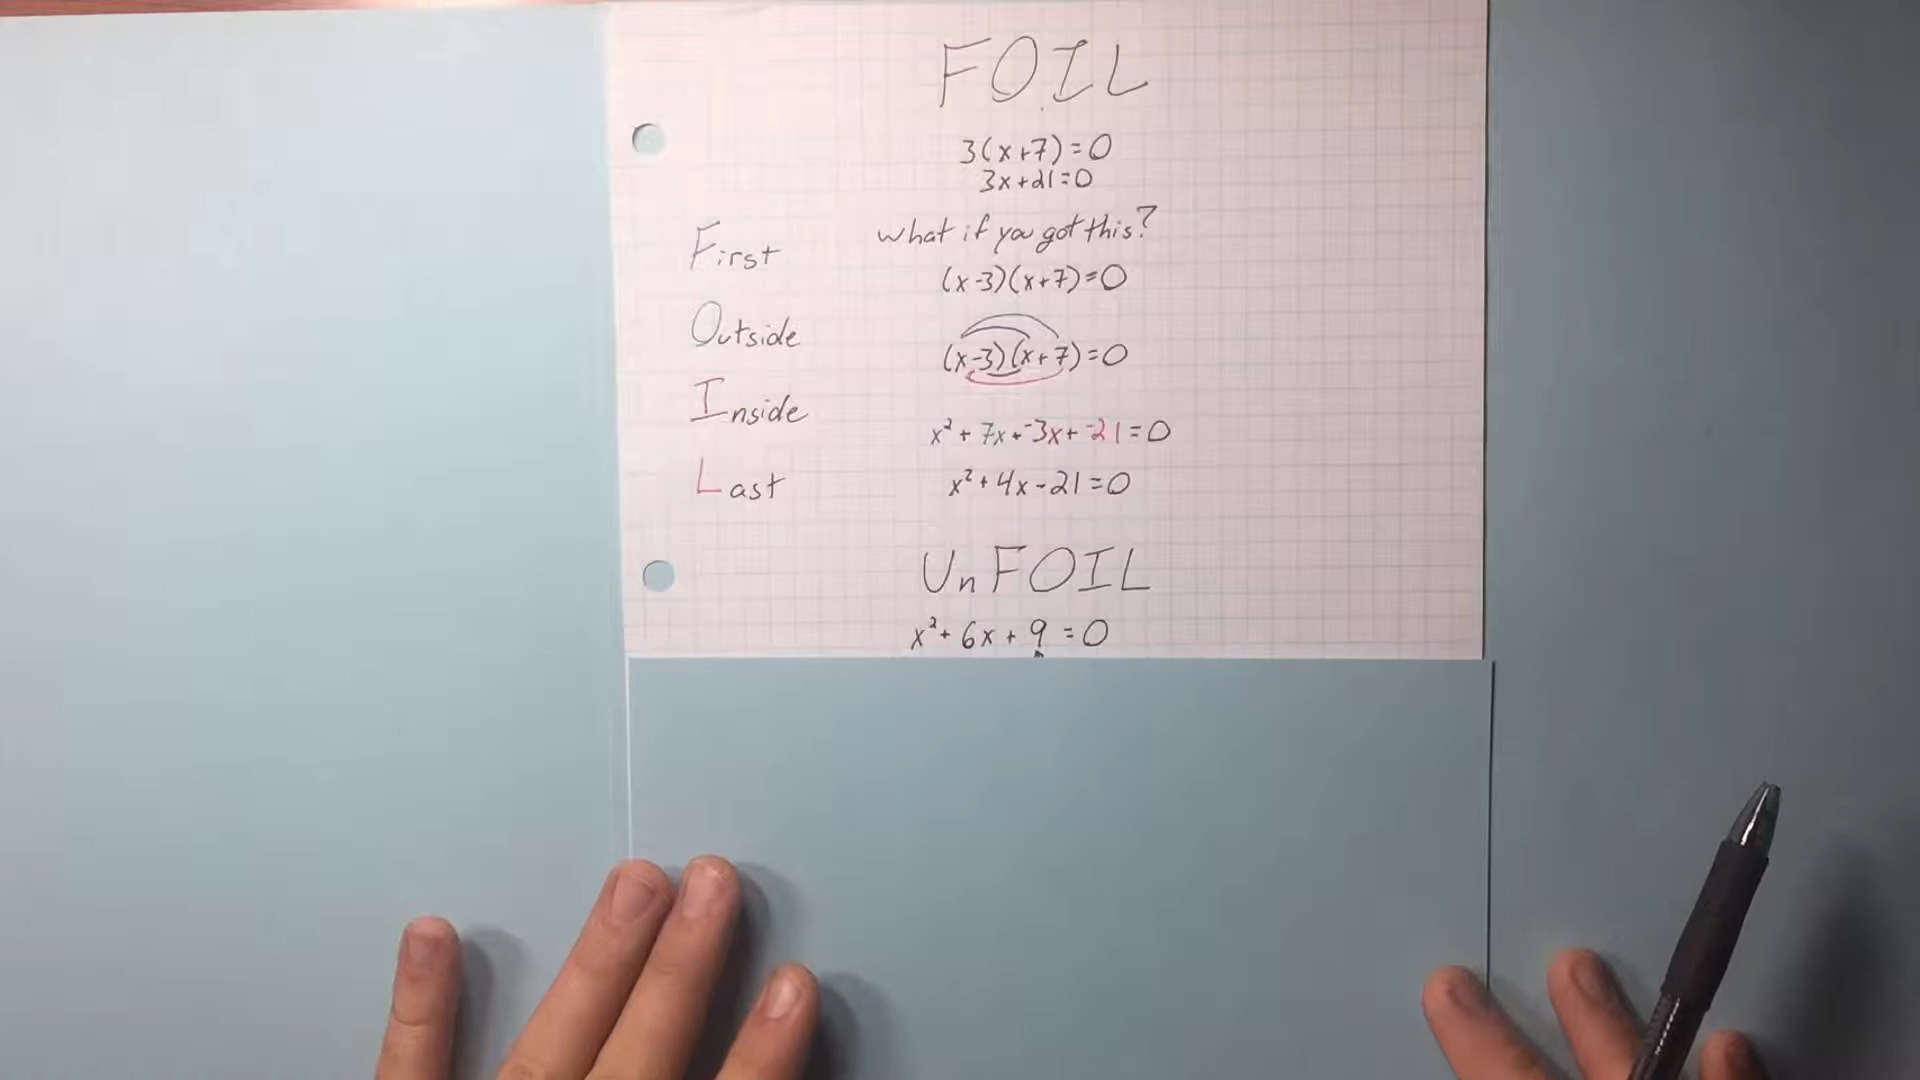 FOIL
3(x+7)=0
3x+21=0
what if you got this?
(x-3)(x+7)=0
(x-3)(x+7)=0
x²+7x+-3x+-21=0
x²+4x-21=0
First
Outside
Inside
Last
UnFOIL
x²+6x+9=0